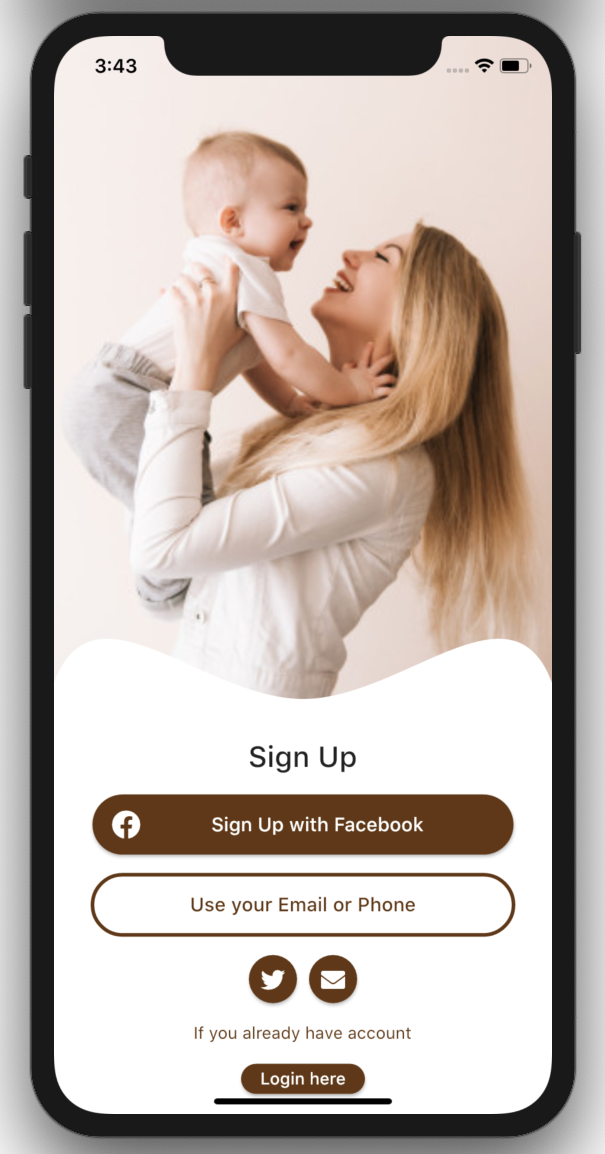 3:43
Sign Up
Sign Up with Facebook
Use your Email or Phone
If you already have account
Login here